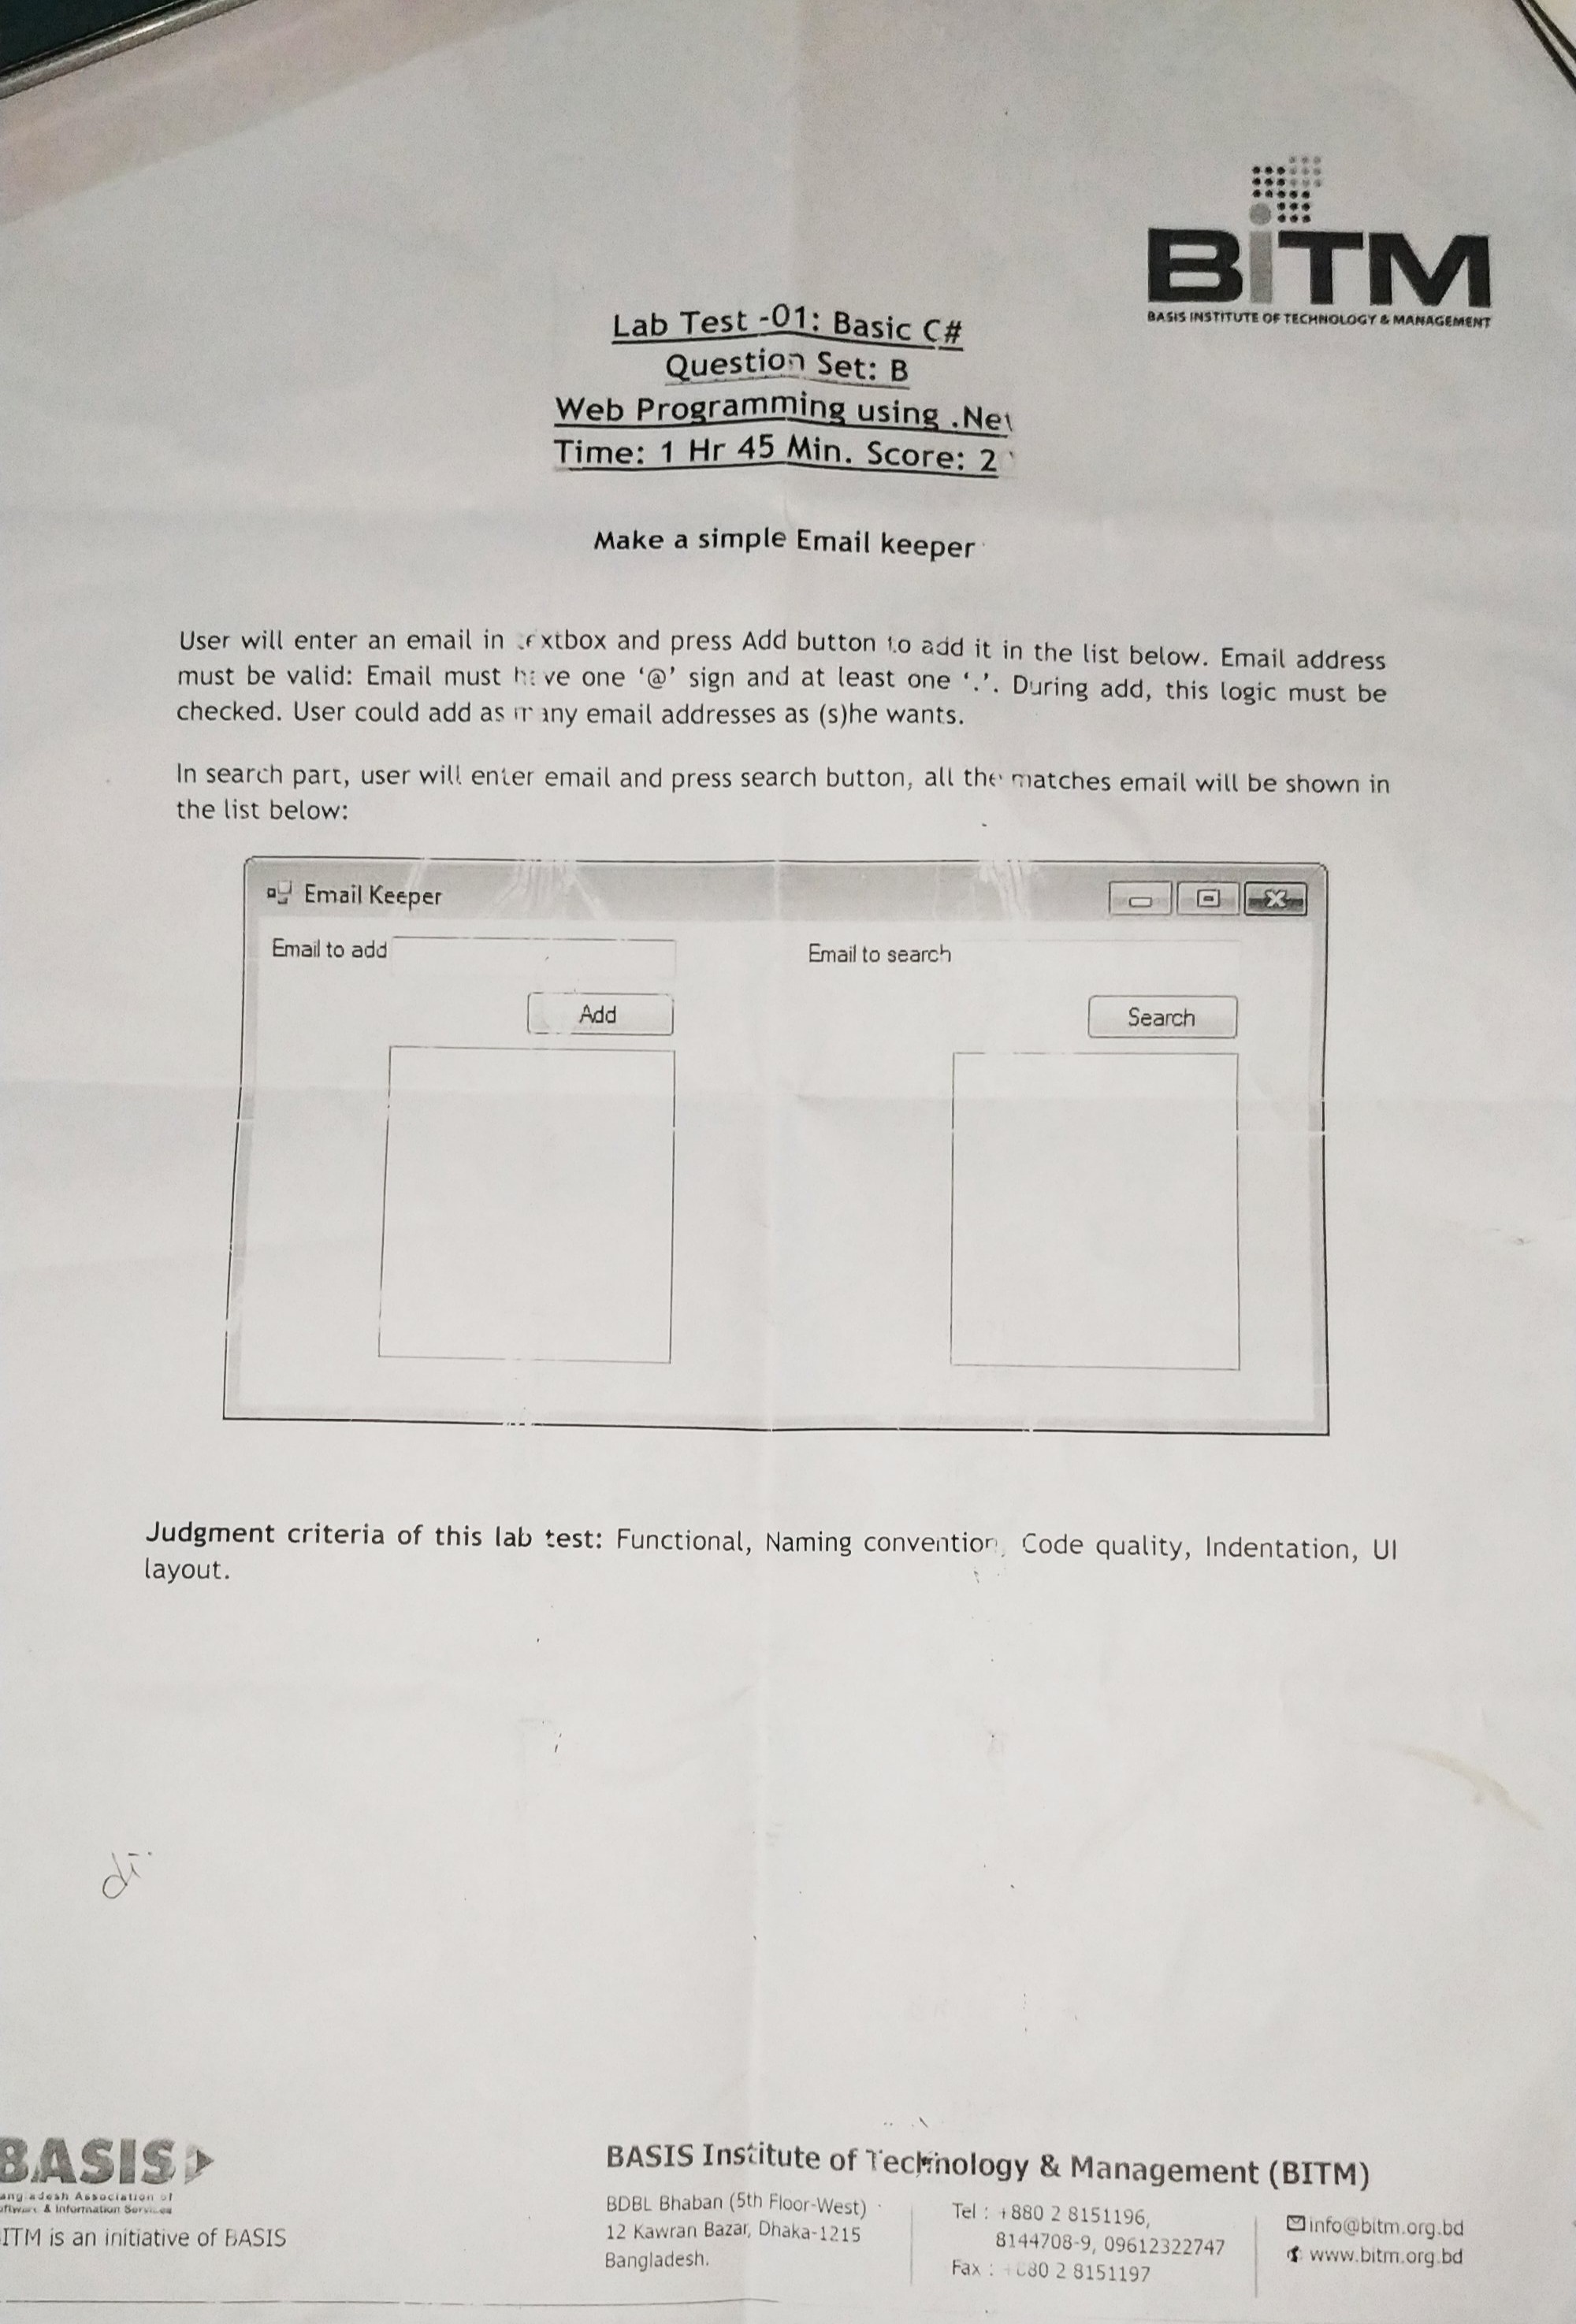 BiTM
BASIS INSTITUTE OF TECHNOLOGY & MANAGEMENT
Lab Test -01: Basic C#
Question Set: B
Web Programming using .Net
Time: 1 Hr 45 Min. Score: 2
Make a simple Email keeper
User will enter an email in textbox and press Add button to add it in the list below. Email address
must be valid: Email must have one ‘@’ sign and at least one ‘.’. During add, this logic must be
checked. User could add as many email addresses as (s)he wants.
In search part, user will enter email and press search button, all the matches email will be shown in
the list below:
Email Keeper
Email to add
Email to search
Add
Search
Judgment criteria of this lab test: Functional, Naming convention, Code quality, Indentation, UI
layout.
BASIS
Association of
& Information Services
ITM is an initiative of BASIS
BASIS Institute of Technology & Management (BITM)
BDBL Bhaban (5th Floor-West)
12 Kawran Bazar, Dhaka-1215
Bangladesh.
Tel : +880 2 8151196,
8144708-9, 09612322747
Fax : +880 2 8151197
info@bitm.org.bd
www.bitm.org.bd